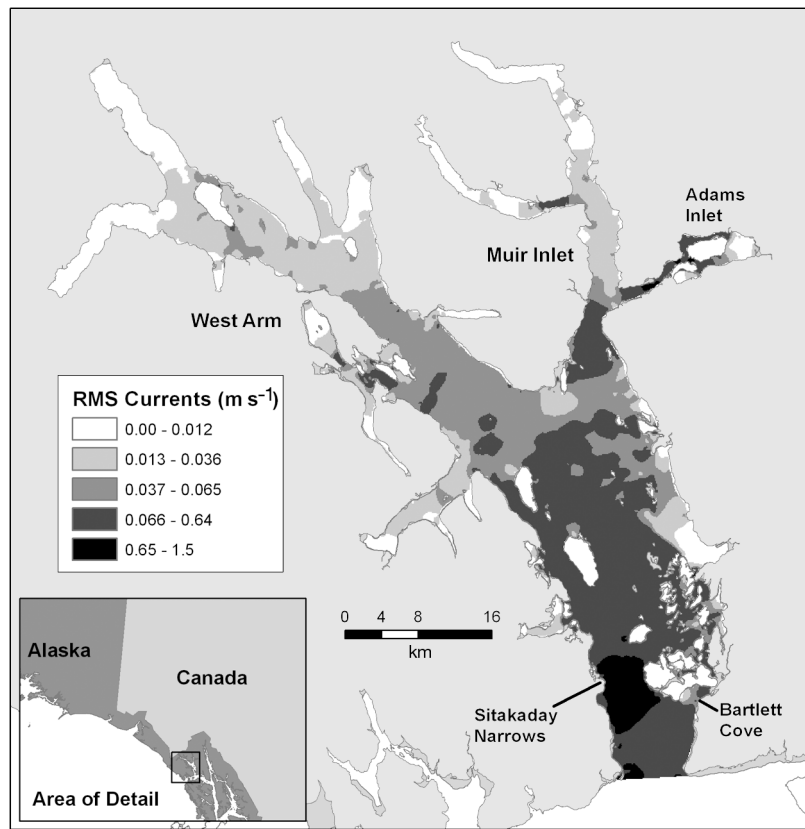 Adams
Inlet
Muir Inlet
West Arm
RMS Currents (m s⁻¹)
0.00 - 0.012
0.013 - 0.036
0.037 - 0.065
0.066 - 0.64
0.65 - 1.5
0 4 8 16
km
Alaska
Canada
Area of Detail
Sitakaday
Narrows
Bartlett
Cove